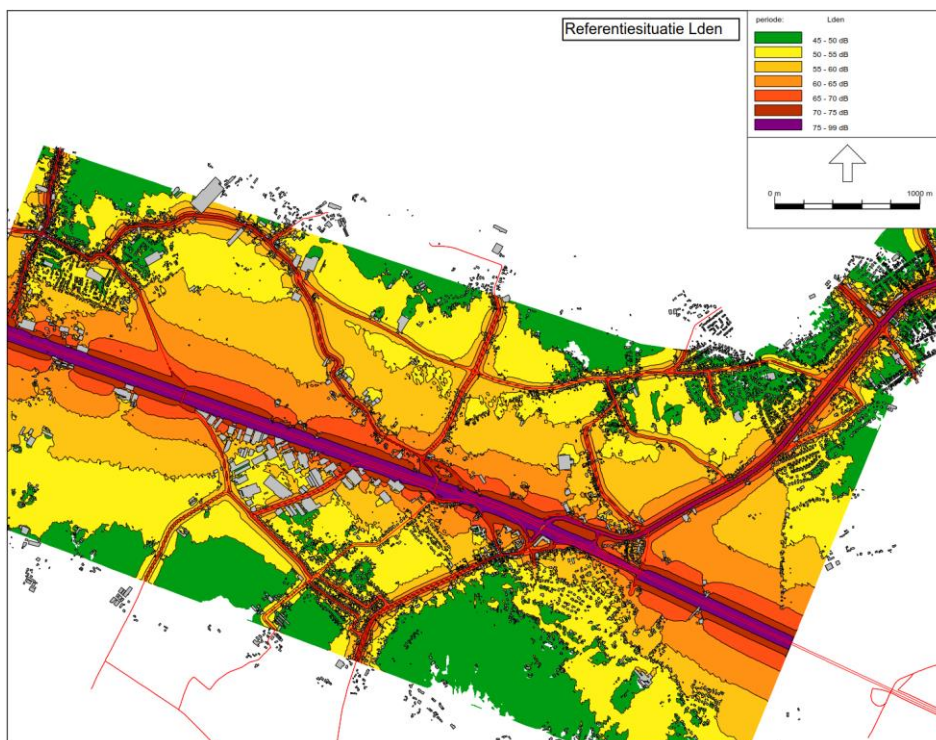 Referentiesituatie Lden
periode: Lden
45 - 50 dB
50 - 55 dB
55 - 60 dB
60 - 65 dB
65 - 70 dB
70 - 75 dB
75 - 99 dB
0 m 1000 m